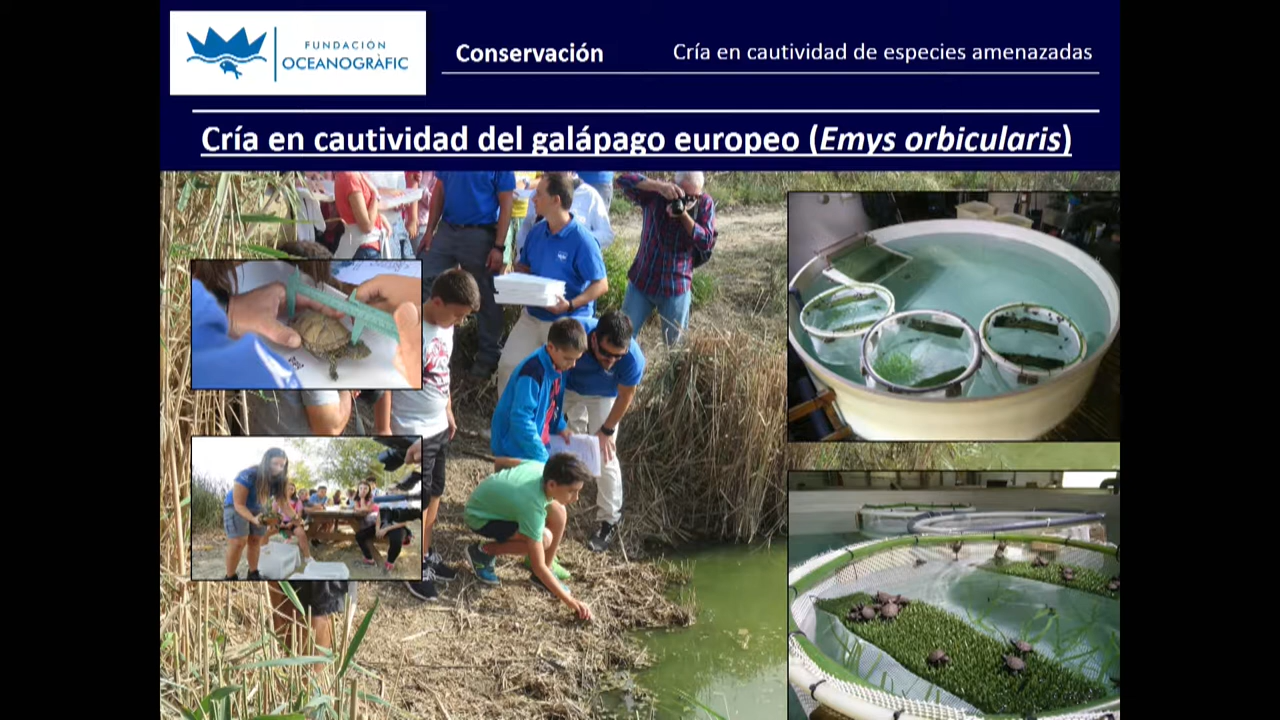 FUNDACIÓN
OCEANOGRÀFIC
Conservación
Cría en cautividad de especies amenazadas
Cría en cautividad del galápago europeo (Emys orbicularis)